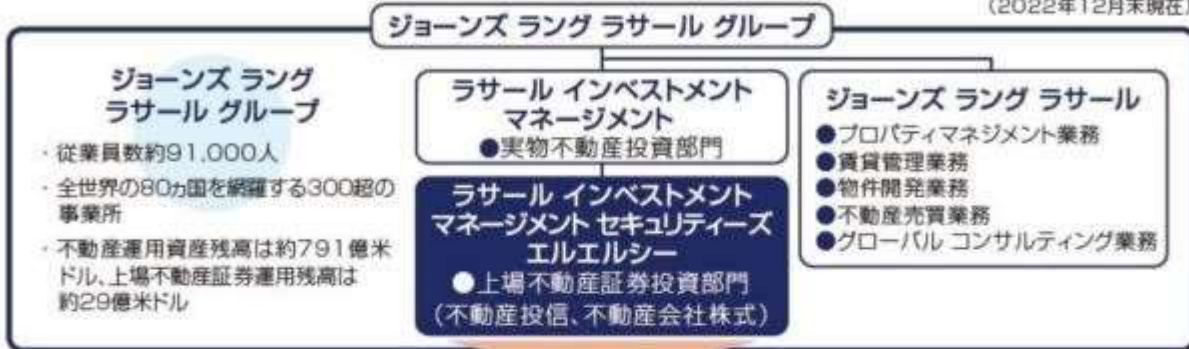 (2022年12月末現在)
ジョーンズ ラング ラサール グループ
ジョーンズ ラング
ラサール グループ
・従業員数約91,000人
・全世界の80ヵ国を網羅する300超の
事業所
・不動産運用資産残高は約791億米
ドル、上場不動産証券運用残高は
約29億米ドル
ラサール インベストメント
マネージメント
●実物不動産投資部門
ラサール インベストメント
マネージメント セキュリティーズ
エルエルシー
●上場不動産証券投資部門
(不動産投信、不動産会社株式)
ジョーンズ ラング ラサール
●プロパティマネジメント業務
●賃貸管理業務
●物件開発業務
●不動産売買業務
●グローバル コンサルティング業務